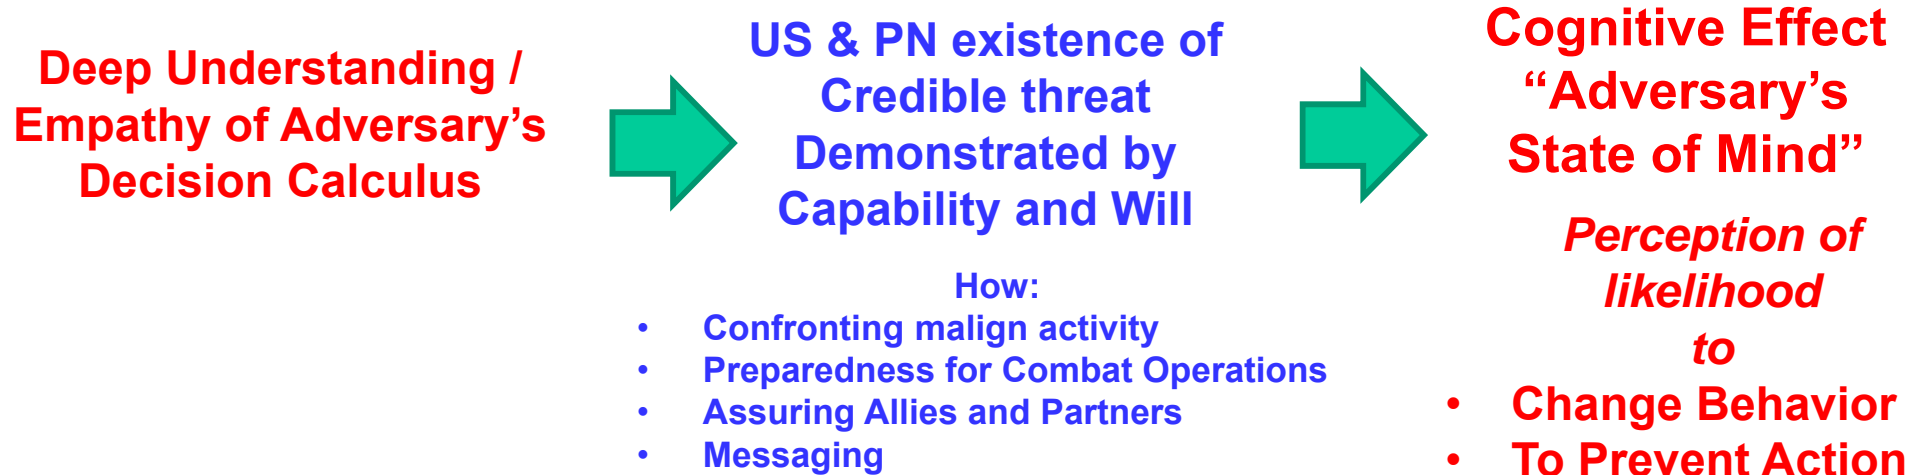 Deep Understanding /
Empathy of Adversary's
Decision Calculus
US & PN existence of
Credible threat
Demonstrated by
Capability and Will
How:
• Confronting malign activity
• Preparedness for Combat Operations
• Assuring Allies and Partners
• Messaging
Cognitive Effect
“Adversary’s
State of Mind”
Perception of
likelihood
to
• Change Behavior
• To Prevent Action